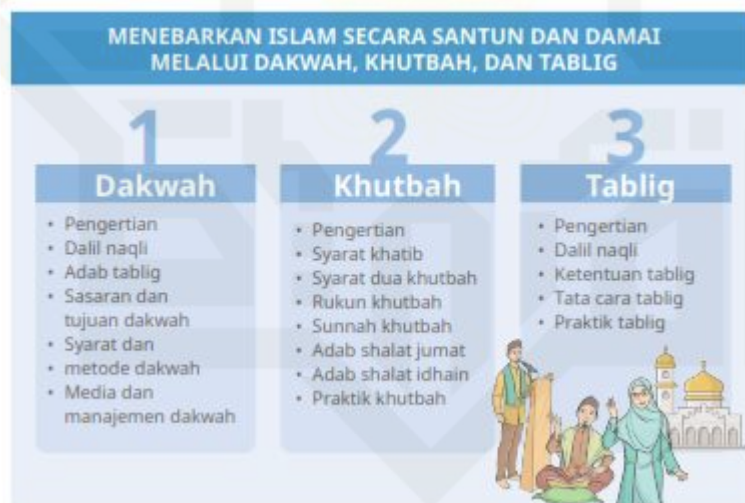 MENEBARKAN ISLAM SECARA SANTUN DAN DAMAI
MELALUI DAKWAH, KHUTBAH, DAN TABLIG
1
Dakwah
• Pengertian
• Dalil naqli
• Adab tablig
• Sasaran dan
tujuan dakwah
• Syarat dan
• metode dakwah
• Media dan
manajemen dakwah
2
Khutbah
• Pengertian
• Syarat khatib
• Syarat dua khutbah
• Rukun khutbah
• Sunnah khutbah
• Adab shalat jumat
• Adab shalat idhain
• Praktik khutbah
3
Tablig
• Pengertian
• Dalil naqli
• Ketentuan tablig
• Tata cara tablig
• Praktik tablig